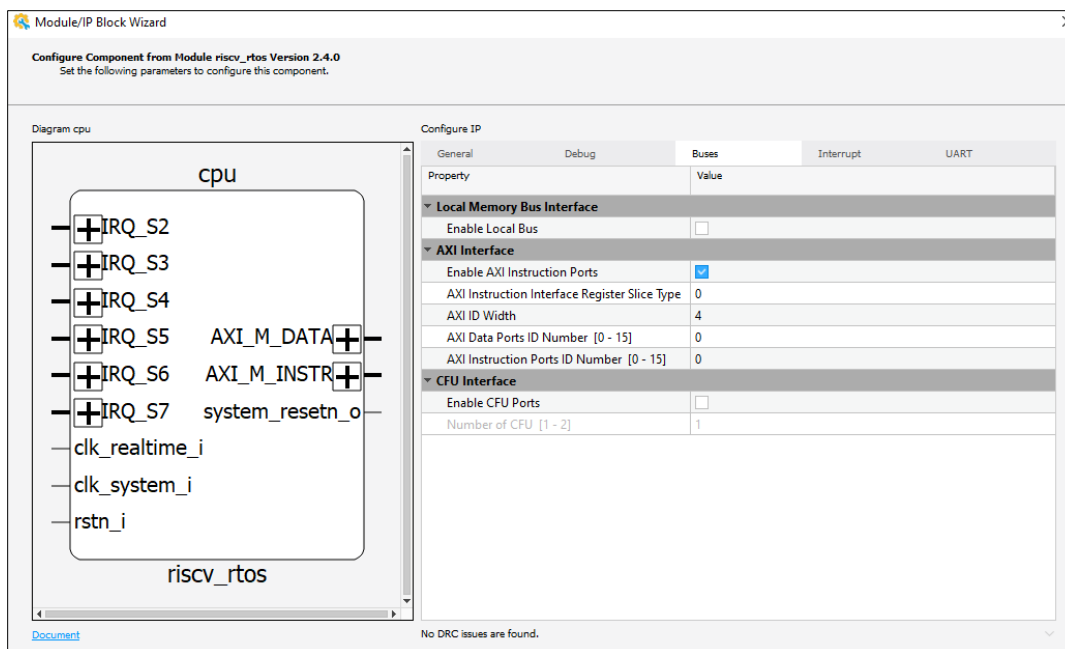 Module/IP Block Wizard
Configure Component from Module riscv_rtos Version 2.4.0
Set the following parameters to configure this component.
Diagram cpu
cpu
IRQ_S2
IRQ_S3
IRQ_S4
IRQ_S5 AXI_M_DATA
IRQ_S6 AXI_M_INSTR
IRQ_S7 system_resetn_o
clk_realtime_i
clk_system_i
rstn_i
riscv_rtos
Document
Configure IP
General Debug Buses Interrupt UART
Property Value
Local Memory Bus Interface
Enable Local Bus
AXI Interface
Enable AXI Instruction Ports
AXI Instruction Interface Register Slice Type 0
AXI ID Width 4
AXI Data Ports ID Number [0 - 15] 0
AXI Instruction Ports ID Number [0 - 15] 0
CFU Interface
Enable CFU Ports
Number of CFU [1 - 2] 1
No DRC issues are found.